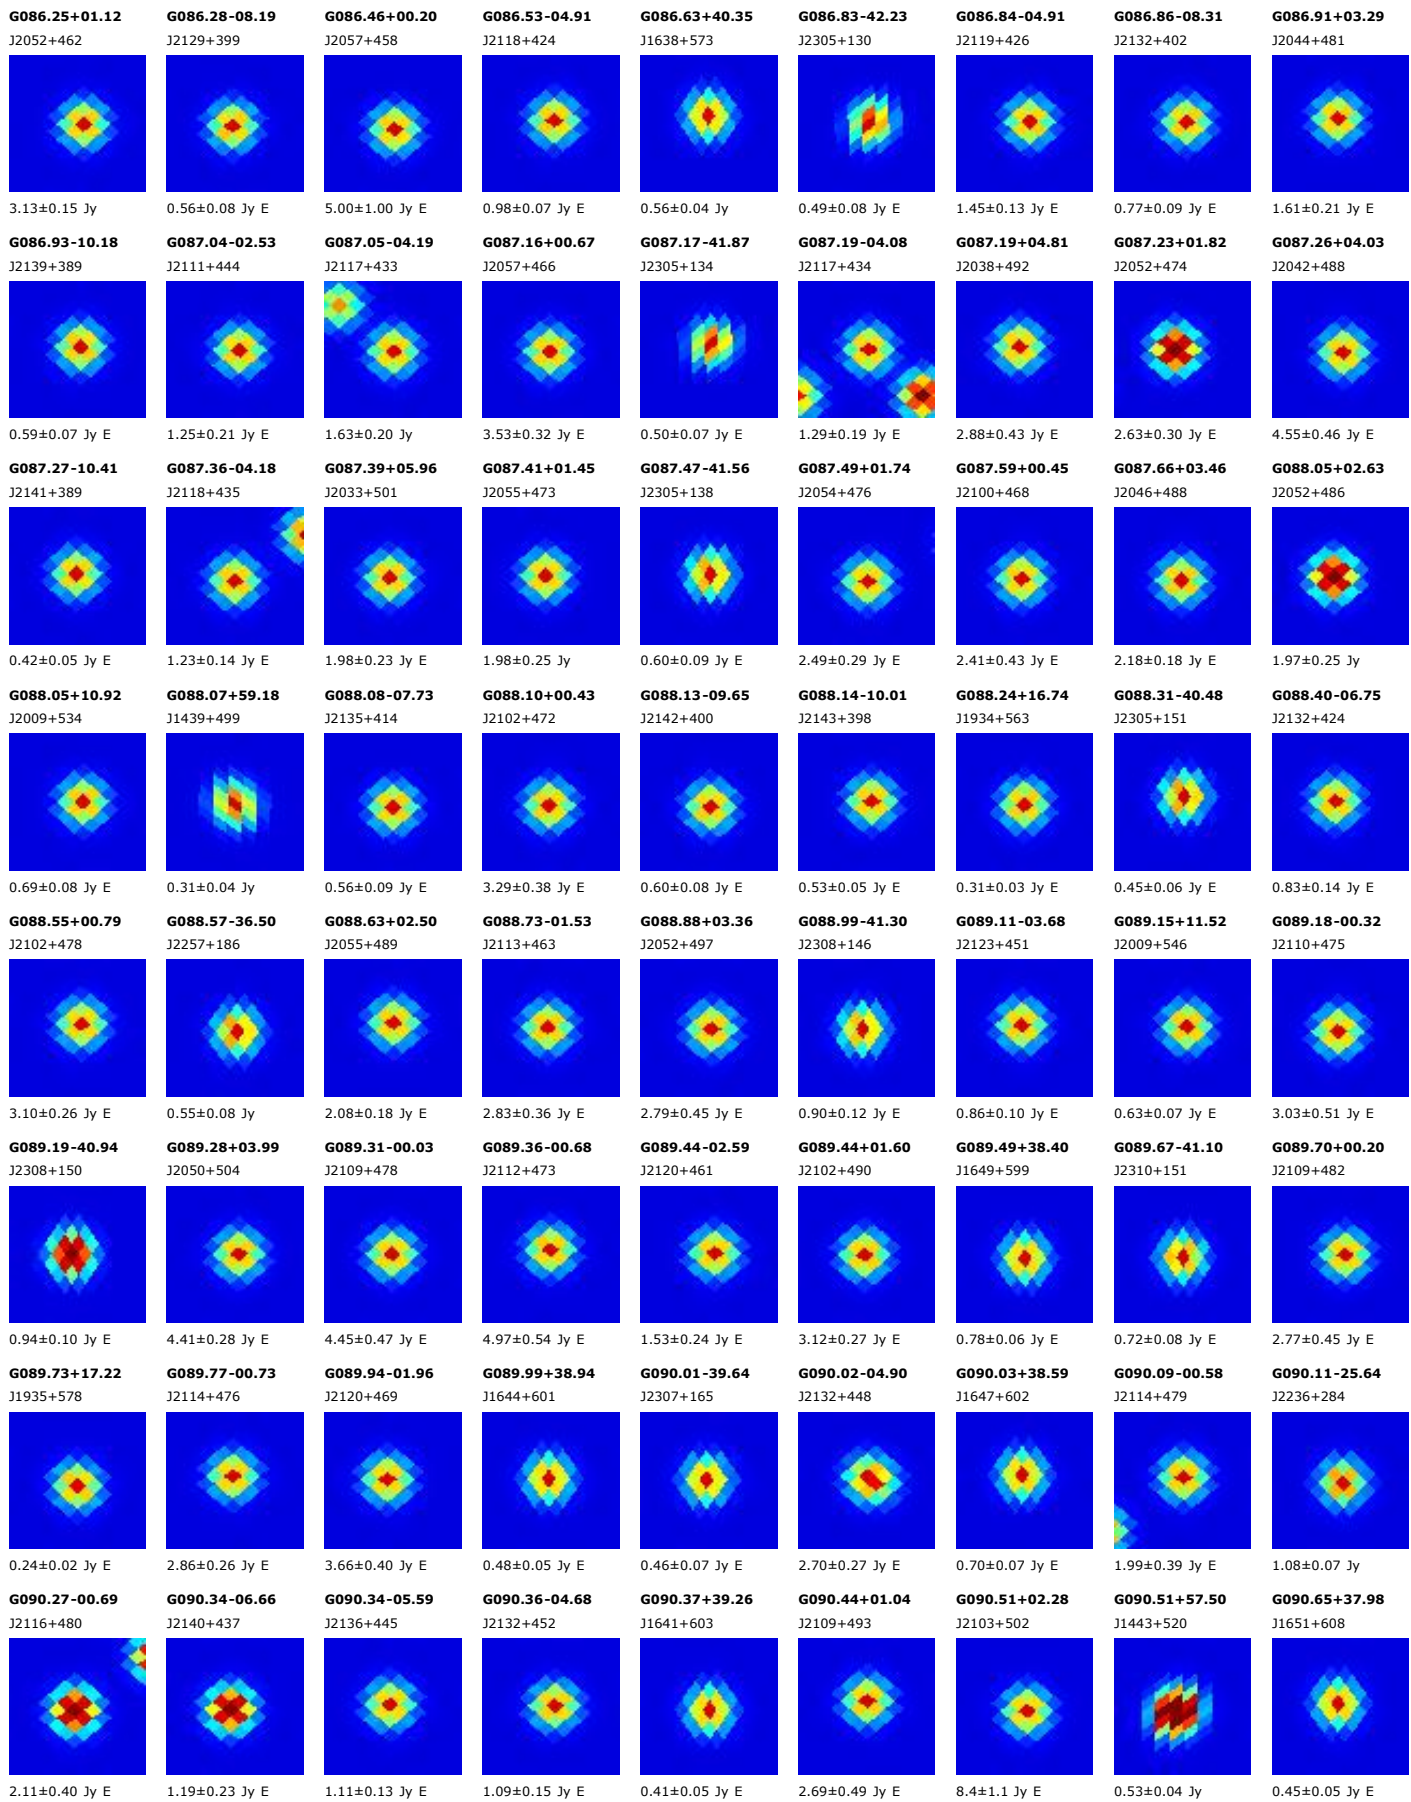 G086.25+01.12 G086.28-08.19 G086.46+00.20 G086.53-04.91 G086.63+40.35 G086.83-42.23 G086.84-04.91 G086.86-08.31 G086.91+03.29
J2052+462 J2129+399 J2057+458 J2118+424 J1638+573 J2305+130 J2119+426 J2132+402 J2044+481
3.13±0.15 Jy 0.56±0.08 Jy E 5.00±1.00 Jy E 0.98±0.07 Jy E 0.56±0.04 Jy 0.49±0.08 Jy E 1.45±0.13 Jy E 0.77±0.09 Jy E 1.61±0.21 Jy E
G086.93-10.18 G087.04-02.53 G087.05-04.19 G087.16+00.67 G087.17-41.87 G087.19-04.08 G087.19+04.81 G087.23+01.82 G087.26+04.03
J2139+389 J2111+444 J2117+433 J2057+466 J2305+134 J2117+434 J2038+492 J2052+474 J2042+488
0.59±0.07 Jy E 1.25±0.21 Jy E 1.63±0.20 Jy 3.53±0.32 Jy E 0.50±0.07 Jy E 1.29±0.19 Jy E 2.88±0.43 Jy E 2.63±0.30 Jy E 4.55±0.46 Jy E
G087.27-10.41 G087.36-04.18 G087.39+05.96 G087.41+01.45 G087.47-41.56 G087.49+01.74 G087.59+00.45 G087.66+03.46 G088.05+02.63
J2141+389 J2118+435 J2033+501 J2055+473 J2305+138 J2054+476 J2100+468 J2046+488 J2052+486
0.42±0.05 Jy E 1.23±0.14 Jy E 1.98±0.23 Jy E 1.98±0.25 Jy 0.60±0.09 Jy E 2.49±0.29 Jy E 2.41±0.43 Jy E 2.18±0.18 Jy E 1.97±0.25 Jy
G088.05+10.92 G088.07+59.18 G088.08-07.73 G088.10+00.43 G088.13-09.65 G088.14-10.01 G088.24+16.74 G088.31-40.48 G088.40-06.75
J2009+534 J1439+499 J2135+414 J2102+472 J2142+400 J2143+398 J1934+563 J2305+151 J2132+424
0.69±0.08 Jy E 0.31±0.04 Jy 0.56±0.09 Jy E 3.29±0.38 Jy E 0.60±0.08 Jy E 0.53±0.05 Jy E 0.31±0.03 Jy E 0.45±0.06 Jy E 0.83±0.14 Jy E
G088.55+00.79 G088.57-36.50 G088.63+02.50 G088.73-01.53 G088.88+03.36 G088.99-41.30 G089.11-03.68 G089.15+11.52 G089.18-00.32
J2102+478 J2257+186 J2055+489 J2113+463 J2052+497 J2308+146 J2123+451 J2009+546 J2110+475
3.10±0.26 Jy E 0.55±0.08 Jy 2.08±0.18 Jy E 2.83±0.36 Jy E 2.79±0.45 Jy E 0.90±0.12 Jy E 0.86±0.10 Jy E 0.63±0.07 Jy E 3.03±0.51 Jy E
G089.19-40.94 G089.28+03.99 G089.31-00.03 G089.36-00.68 G089.44-02.59 G089.44+01.60 G089.49+38.40 G089.67-41.10 G089.70+00.20
J2308+150 J2050+504 J2109+478 J2112+473 J2120+461 J2102+490 J1649+599 J2310+151 J2109+482
0.94±0.10 Jy E 4.41±0.28 Jy E 4.45±0.47 Jy E 4.97±0.54 Jy E 1.53±0.24 Jy E 3.12±0.27 Jy E 0.78±0.06 Jy E 0.72±0.08 Jy E 2.77±0.45 Jy E
G089.73+17.22 G089.77-00.73 G089.94-01.96 G089.99+38.94 G090.01-39.64 G090.02-04.90 G090.03+38.59 G090.09-00.58 G090.11-25.64
J1935+578 J2114+476 J2120+469 J1644+601 J2307+165 J2132+448 J1647+602 J2114+479 J2236+284
0.24±0.02 Jy E 2.86±0.26 Jy E 3.66±0.40 Jy E 0.48±0.05 Jy E 0.46±0.07 Jy E 2.70±0.27 Jy E 0.70±0.07 Jy E 1.99±0.39 Jy E 1.08±0.07 Jy
G090.27-00.69 G090.34-06.66 G090.34-05.59 G090.36-04.68 G090.37+39.26 G090.44+01.04 G090.51+02.28 G090.51+57.50 G090.65+37.98
J2116+480 J2140+437 J2136+445 J2132+452 J1641+603 J2109+493 J2103+502 J1443+520 J1651+608
2.11±0.40 Jy E 1.19±0.23 Jy E 1.11±0.13 Jy E 1.09±0.15 Jy E 0.41±0.05 Jy E 2.69±0.49 Jy E 8.4±1.1 Jy E 0.53±0.04 Jy 0.45±0.05 Jy E